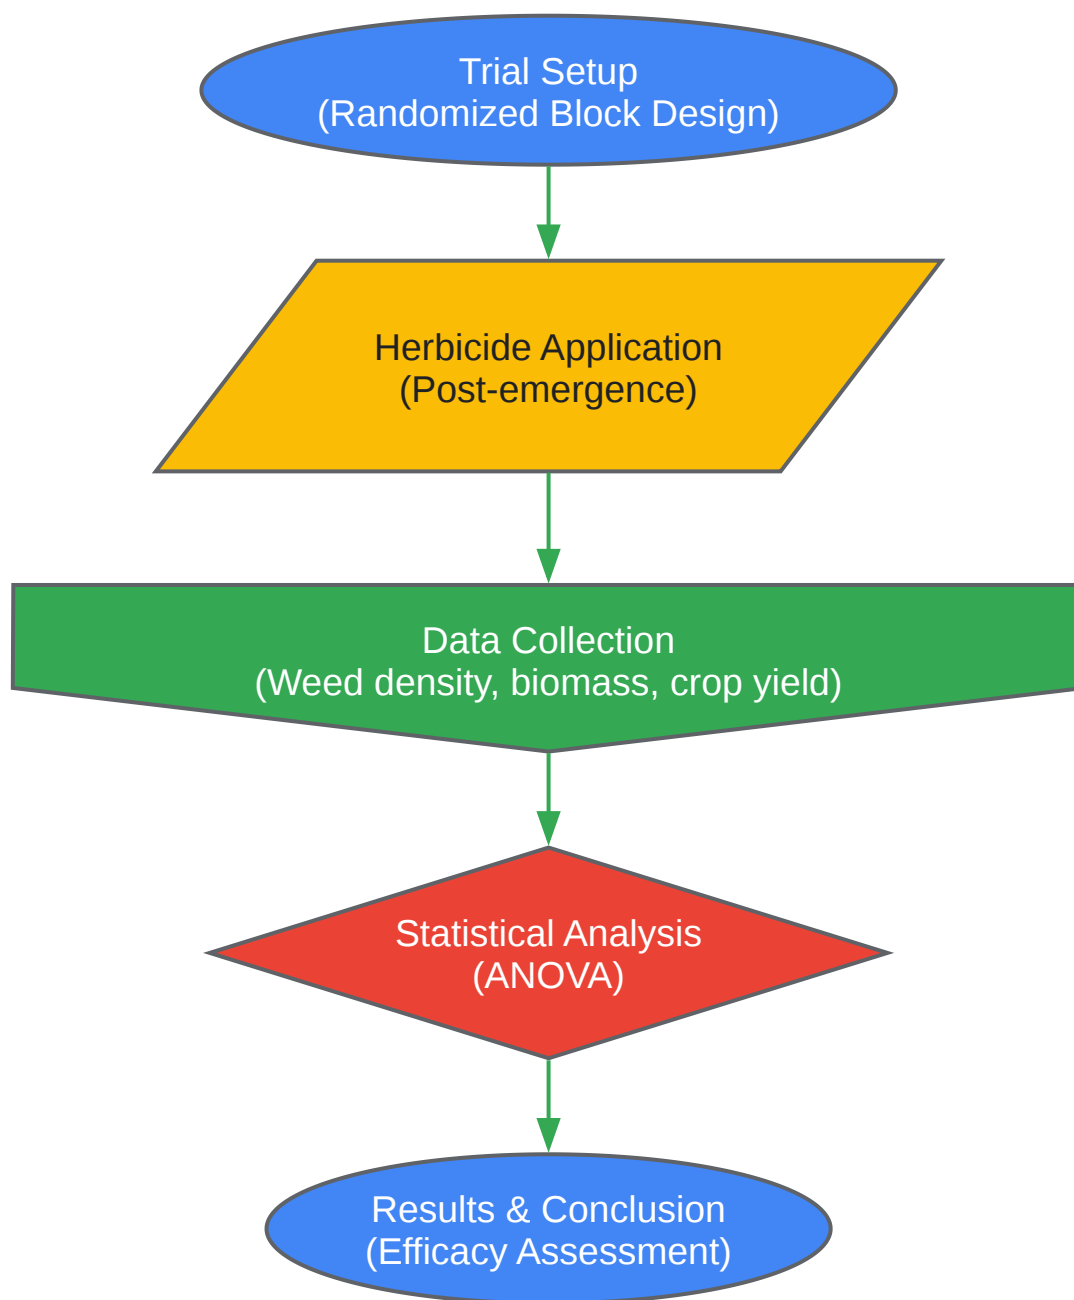 Trial Setup
(Randomized Block Design)
Herbicide Application
(Post-emergence)
Data Collection
(Weed density, biomass, crop yield)
Statistical Analysis
(ANOVA)
Results & Conclusion
(Efficacy Assessment)